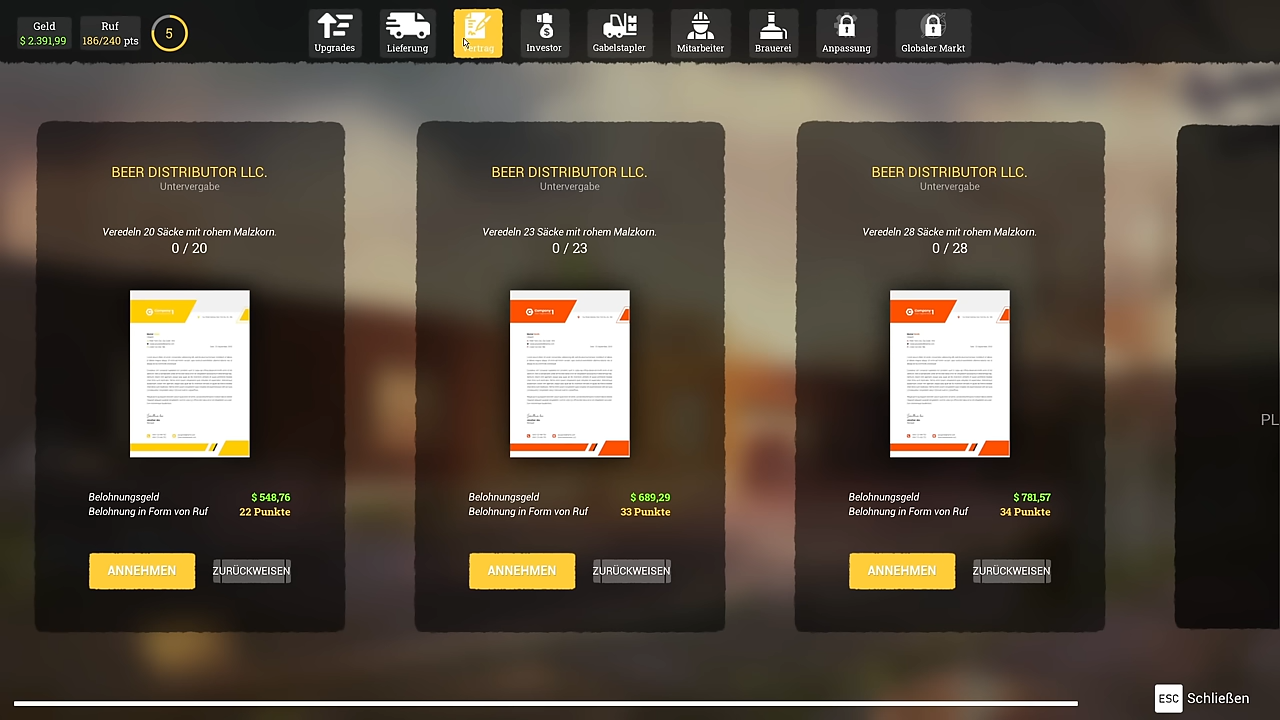 Geld
$ 2.391,99
Ruf
186/240 pts
5
Upgrades
Lieferung
Vertrag
Investor
Gabelstapler
Mitarbeiter
Brauerei
Anpassung
Globaler Markt
BEER DISTRIBUTOR LLC.
Untervergabe
Veredeln 20 Säcke mit rohem Malzkorn.
0 / 20
Belohnungsgeld
$ 548,76
Belohnung in Form von Ruf
22 Punkte
ANNEHMEN
ZURÜCKWEISEN
BEER DISTRIBUTOR LLC.
Untervergabe
Veredeln 23 Säcke mit rohem Malzkorn.
0 / 23
Belohnungsgeld
$ 689,29
Belohnung in Form von Ruf
33 Punkte
ANNEHMEN
ZURÜCKWEISEN
BEER DISTRIBUTOR LLC.
Untervergabe
Veredeln 28 Säcke mit rohem Malzkorn.
0 / 28
Belohnungsgeld
$ 781,57
Belohnung in Form von Ruf
34 Punkte
ANNEHMEN
ZURÜCKWEISEN
PL
ESC Schließen